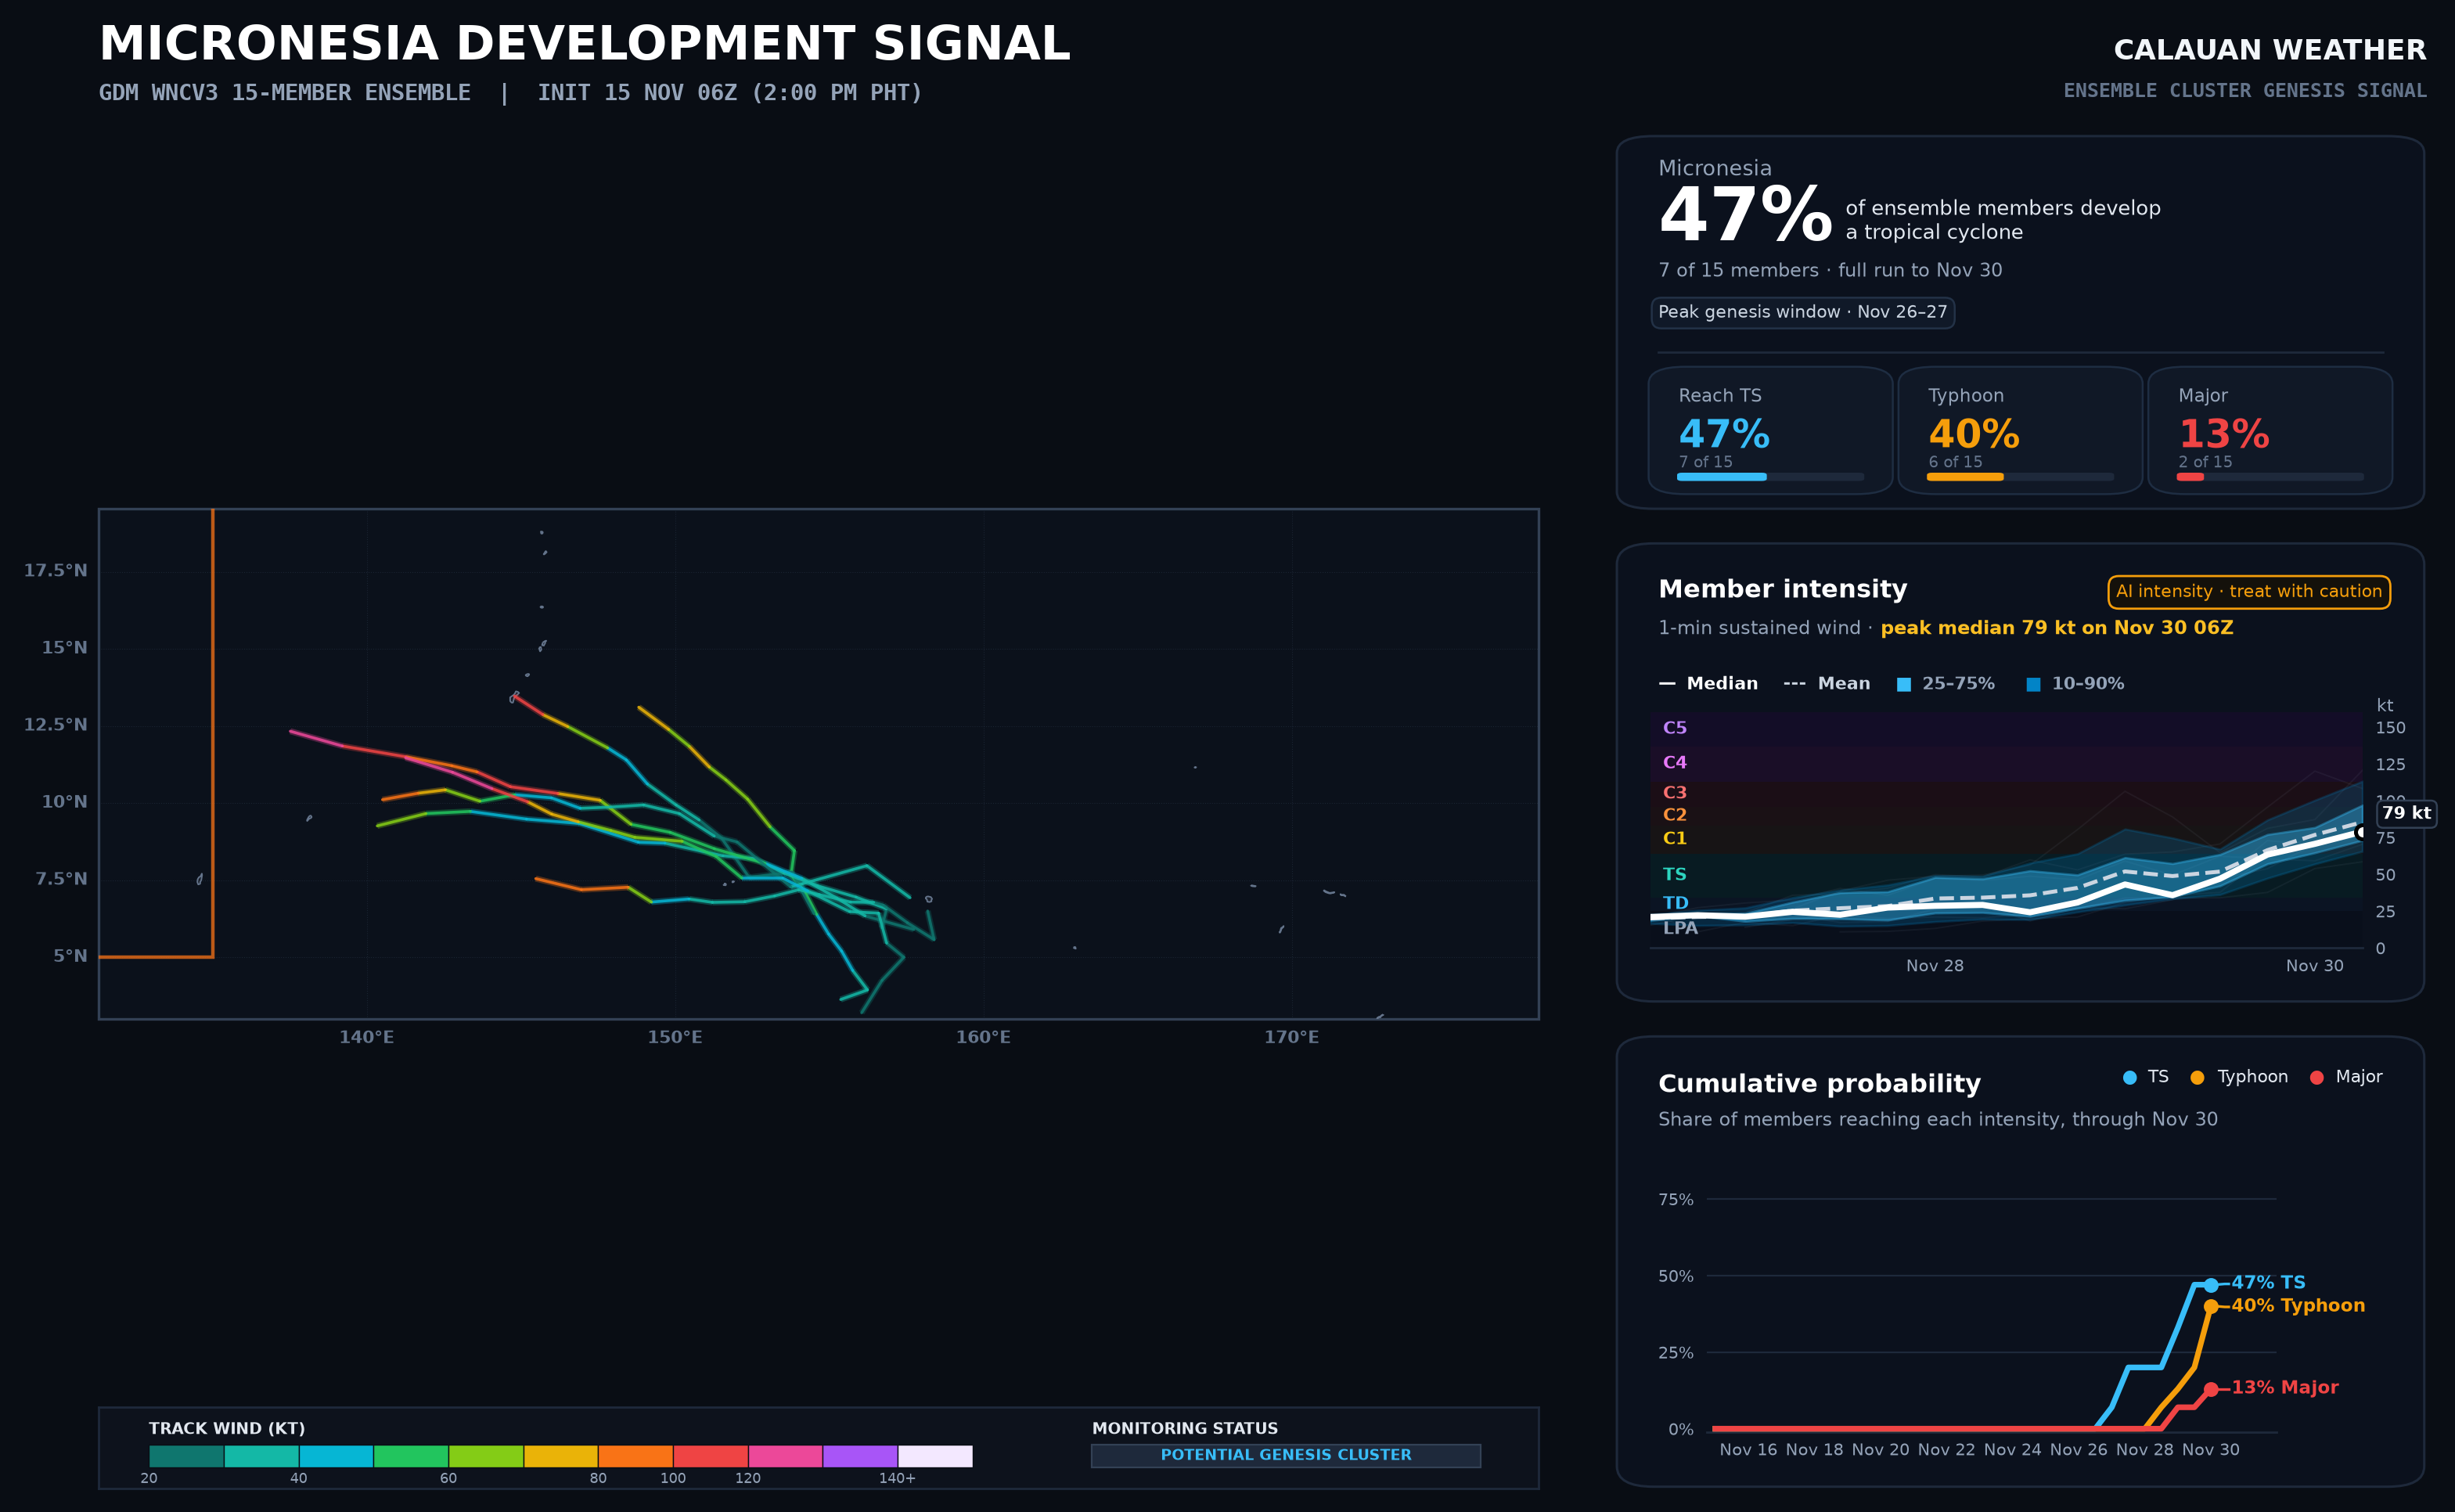 MICRONESIA DEVELOPMENT SIGNAL
GDM WNCV3 15-MEMBER ENSEMBLE | INIT 15 NOV 06Z (2:00 PM PHT)
CALAUAN WEATHER
ENSEMBLE CLUSTER GENESIS SIGNAL
17.5°N
15°N
12.5°N
10°N
7.5°N
5°N
140°E 150°E 160°E 170°E
TRACK WIND (KT)
20 40 60 80 100 120 140+
MONITORING STATUS
POTENTIAL GENESIS CLUSTER
Micronesia
47%
of ensemble members develop
a tropical cyclone
7 of 15 members · full run to Nov 30
Peak genesis window · Nov 26–27
Reach TS
47%
7 of 15
Typhoon
40%
6 of 15
Major
13%
2 of 15
Member intensity
AI intensity · treat with caution
1-min sustained wind · peak median 79 kt on Nov 30 06Z
Median Mean 25–75% 10–90%
kt
C5
C4
C3
C2
C1
TS
TD
LPA
150
125
100
79 kt
75
50
25
0
Nov 28 Nov 30
Cumulative probability
TS Typhoon Major
Share of members reaching each intensity, through Nov 30
75%
50%
25%
0%
47% TS
40% Typhoon
13% Major
Nov 16 Nov 18 Nov 20 Nov 22 Nov 24 Nov 26 Nov 28 Nov 30